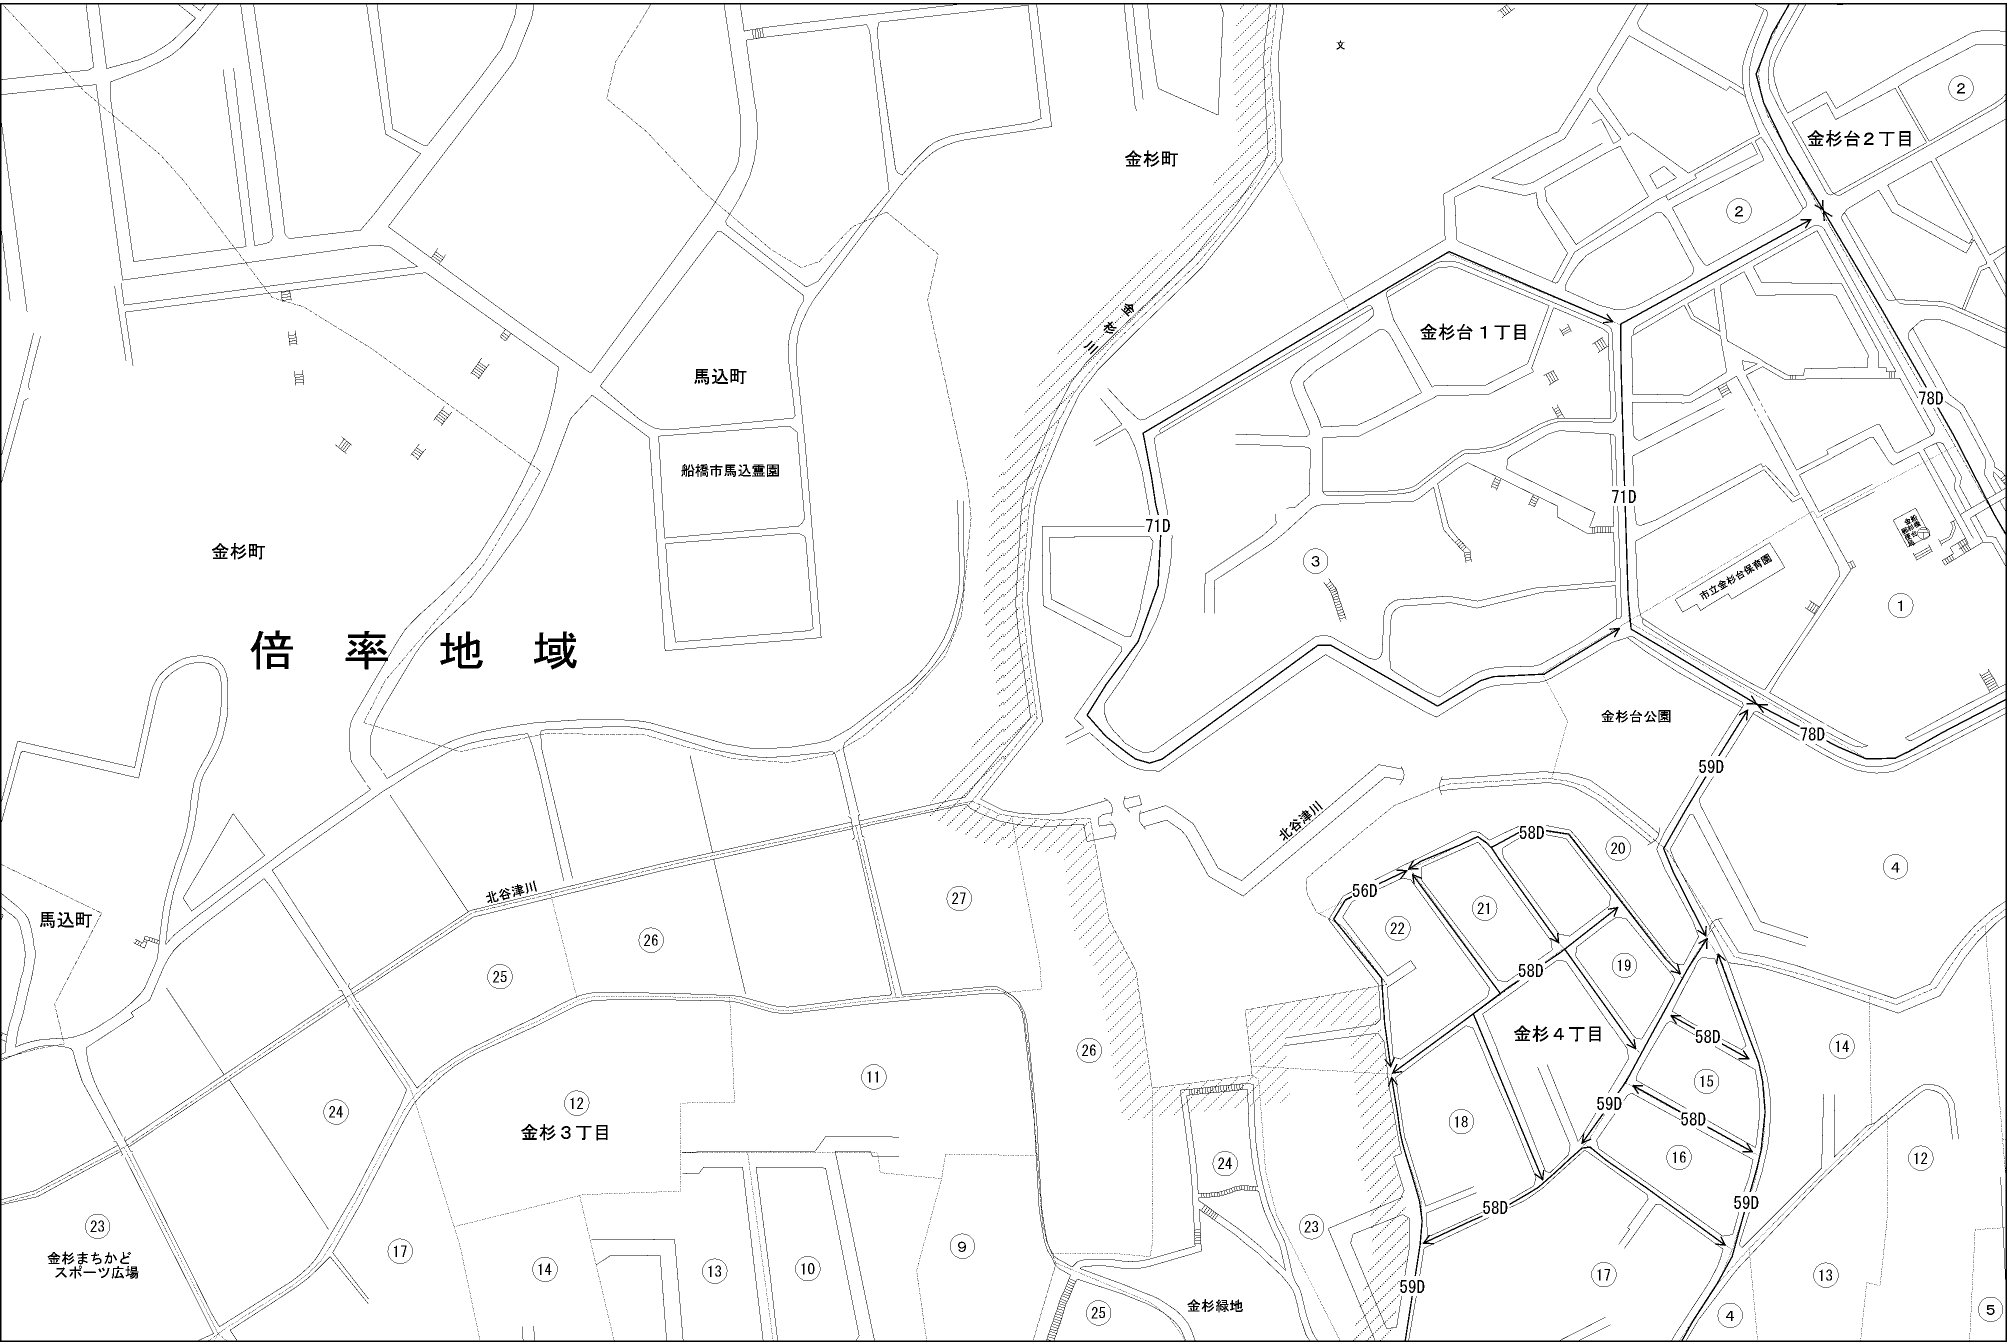 文
2
金杉台２丁目
金杉町
2
金杉川
金杉台１丁目
馬込町
78D
船橋市馬込霊園
71D
71D
金杉町
3
市立金杉台保育園
1
倍率地域
金杉台公園
78D
59D
北谷津川
58D
20
4
56D
北谷津川
27
21
馬込町
22
26
19
25
58D
金杉４丁目
58D
14
26
11
15
12
24
59D
58D
18
金杉３丁目
16
12
24
59D
58D
23
23
9
17
金杉まちかど
スポーツ広場
14
13
10
17
13
59D
金杉緑地
25
4
5